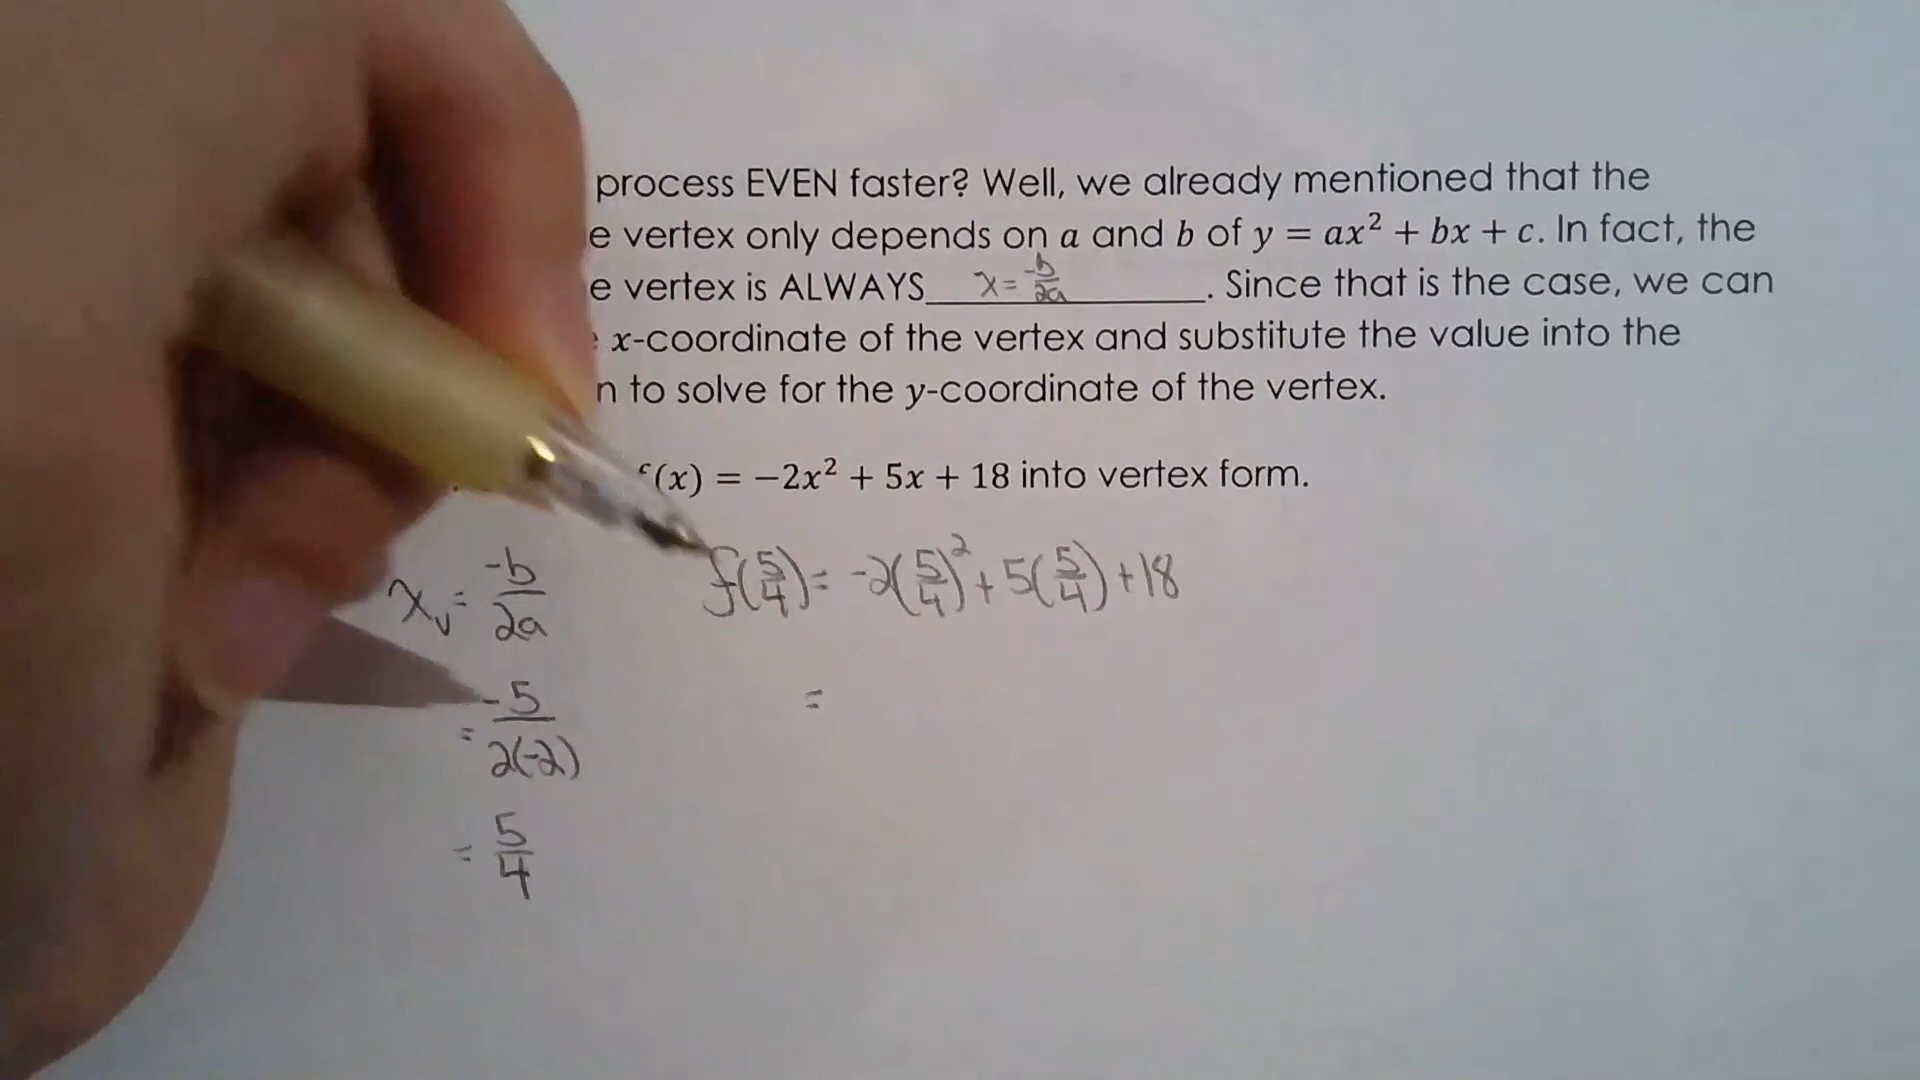 process EVEN faster? Well, we already mentioned that the
e vertex only depends on a and b of y = ax² + bx + c. In fact, the
e vertex is ALWAYS x = -b/2a. Since that is the case, we can
x-coordinate of the vertex and substitute the value into the
n to solve for the y-coordinate of the vertex.
(x) = −2x² + 5x + 18 into vertex form.
xᵥ = -b/2a
f(5/4) = -2(5/4)² + 5(5/4) + 18
= -5/2(-2)
=
= 5/4